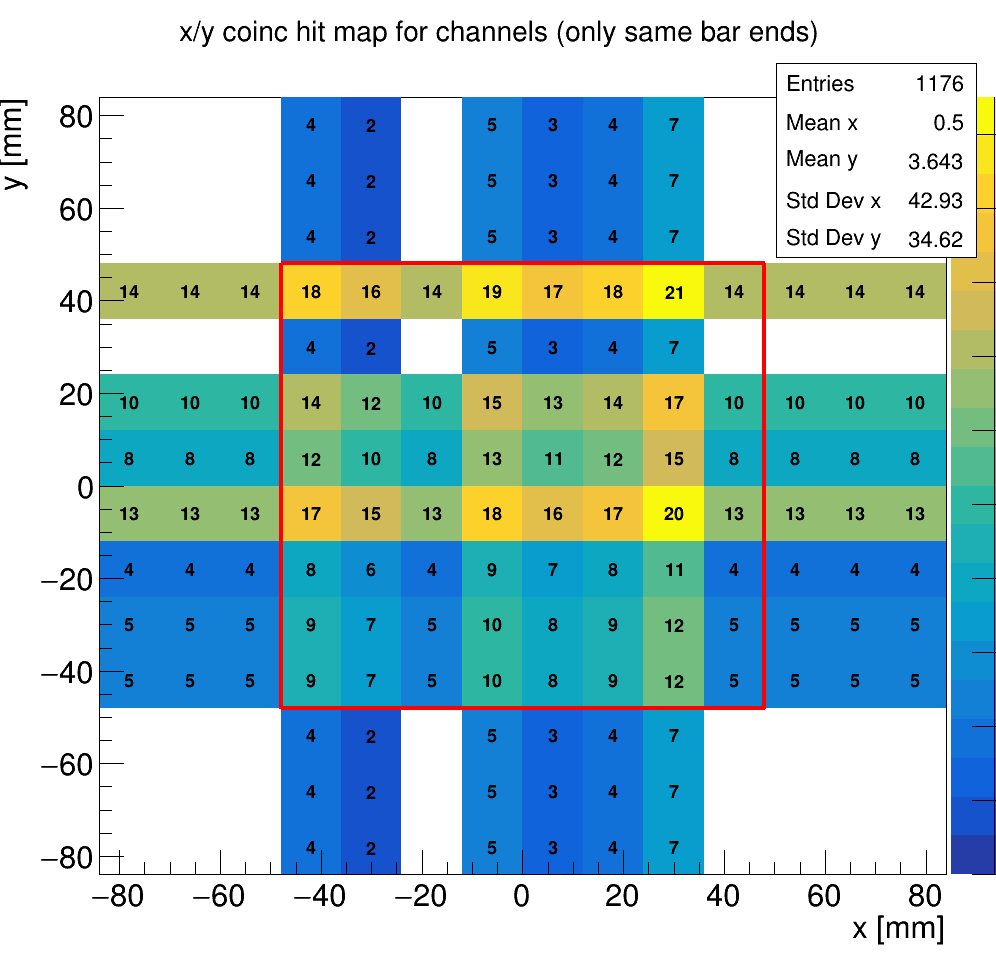 x/y coinc hit map for channels (only same bar ends)
Entries 1176
Mean x 0.5
Mean y 3.643
Std Dev x 42.93
Std Dev y 34.62
y [mm]
80
4 2 5 3 4 7
4 2 5 3 4 7
60
4 2 5 3 4 7
40
14 14 14 18 16 14 19 17 18 21 14 14 14 14
4 2 5 3 4 7
20
10 10 10 14 12 10 15 13 14 17 10 10 10 10
8 8 8 12 10 8 13 11 12 15 8 8 8 8
0
13 13 13 17 15 13 18 16 17 20 13 13 13 13
4 4 4 8 6 4 9 7 8 11 4 4 4 4
−20
5 5 5 9 7 5 10 8 9 12 5 5 5 5
−40
5 5 5 9 7 5 10 8 9 12 5 5 5 5
4 2 5 3 4 7
−60
4 2 5 3 4 7
4 2 5 3 4 7
−80
−80 −60 −40 −20 0 20 40 60 80
x [mm]